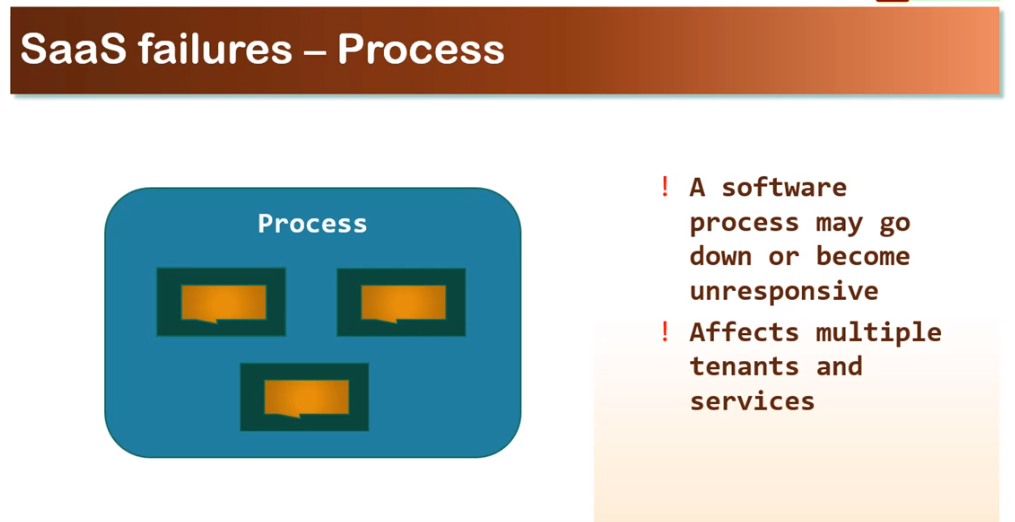 SaaS failures – Process
Process
! A software
process may go
down or become
unresponsive
! Affects multiple
tenants and
services